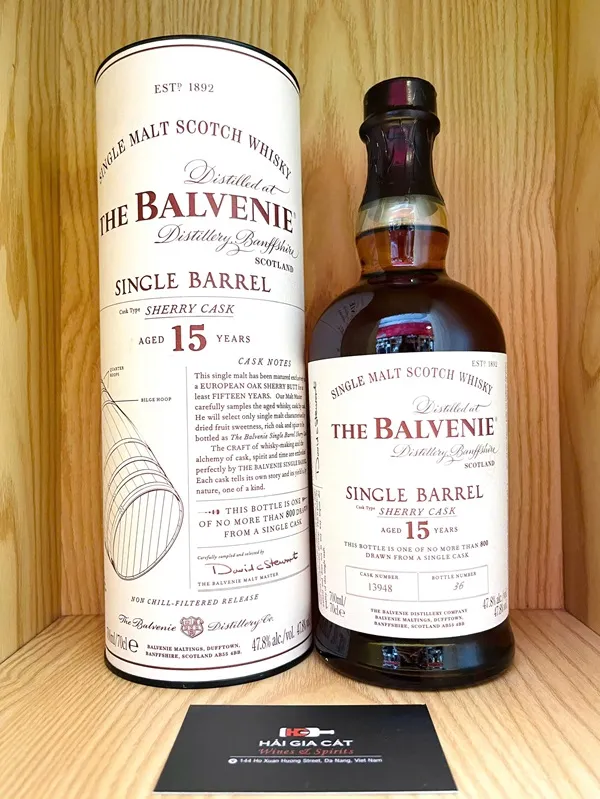 ESTD 1892
SINGLE MALT SCOTCH WHISKY
Distilled at
THE BALVENIE®
Distillery, Banffshire
SCOTLAND
SINGLE BARREL
Cask Type SHERRY CASK
AGED 15 YEARS
CASK NOTES
QUARTER HOOPS
BILGE HOOP
This single malt has been matured
a EUROPEAN OAK SHERRY BUTT
least FIFTEEN YEARS. Our Malt Master
carefully samples the aged whisky, cask
He will select only single malt
dried fruit sweetness, rich oak and spice
bottled as The Balvenie Single Barrel
The CRAFT of whisky-making and
alchemy of cask, spirit and time
perfectly by THE BALVENIE SINGLE
Each cask tells its own story and
nature, one of a kind.
THIS BOTTLE IS ONE
OF NO MORE THAN 800 DRAWN
FROM A SINGLE CASK
Carefully sampled and selected by
David C Stewart
THE BALVENIE MALT MASTER
NON CHILL-FILTERED RELEASE
The Balvenie Distillery Co.
70cl e
BALVENIE MALTINGS, DUFFTOWN,
BANFFSHIRE, SCOTLAND AB55 4BB.
47.8% alc./vol.
ESTD 1892
SINGLE MALT SCOTCH WHISKY
Distilled at
THE BALVENIE®
Distillery, Banffshire
SCOTLAND
SINGLE BARREL
Cask Type SHERRY CASK
AGED 15 YEARS
THIS BOTTLE IS ONE OF NO MORE THAN 800
DRAWN FROM A SINGLE CASK
CASK NUMBER
13948
BOTTLE NUMBER
36
700ml/
70cl e
THE BALVENIE DISTILLERY COMPANY
BALVENIE MALTINGS, DUFFTOWN,
BANFFSHIRE, SCOTLAND AB55 4BB.
47.8% alc./vol.
HẢI GIA CÁT
Wines & Spirits
144 Ho Xuan Huong Street, Da Nang, Viet Nam